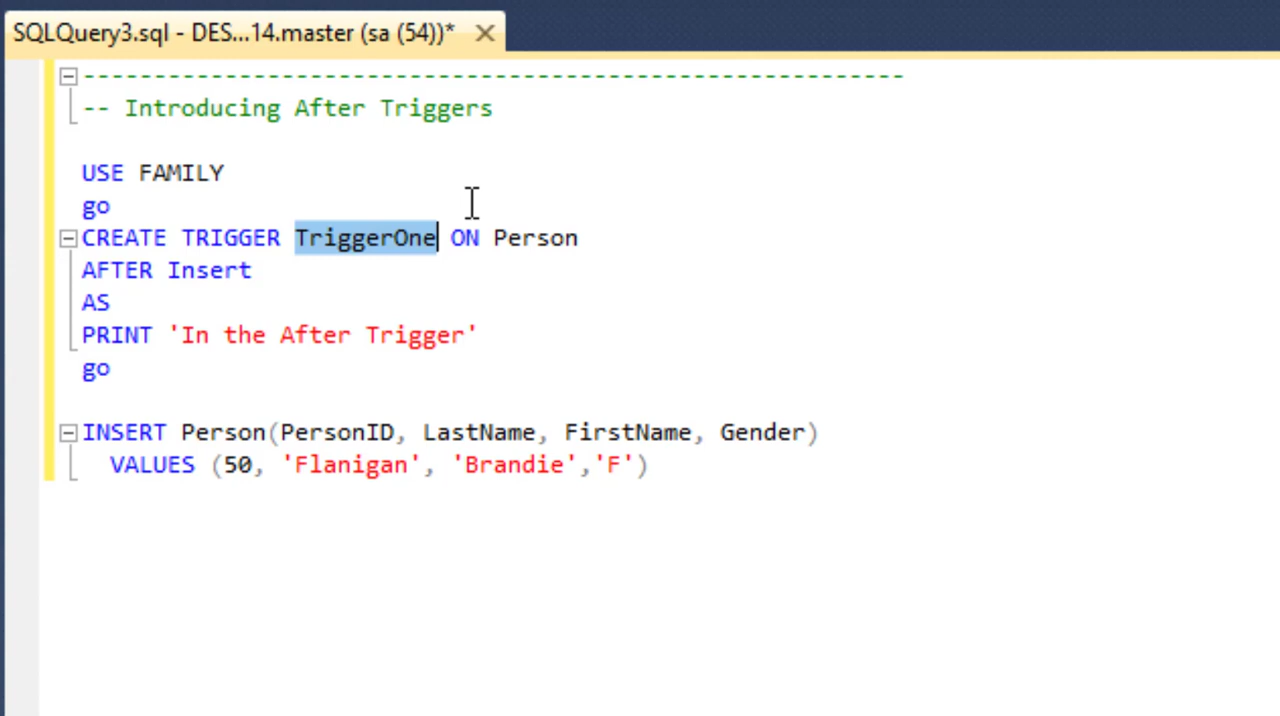 SQLQuery3.sql - DES...14.master (sa (54))*
----------------------------------------------------------
-- Introducing After Triggers
USE FAMILY
go
CREATE TRIGGER TriggerOne ON Person
AFTER Insert
AS
PRINT 'In the After Trigger'
go
INSERT Person(PersonID, LastName, FirstName, Gender)
VALUES (50, 'Flanigan', 'Brandie','F')